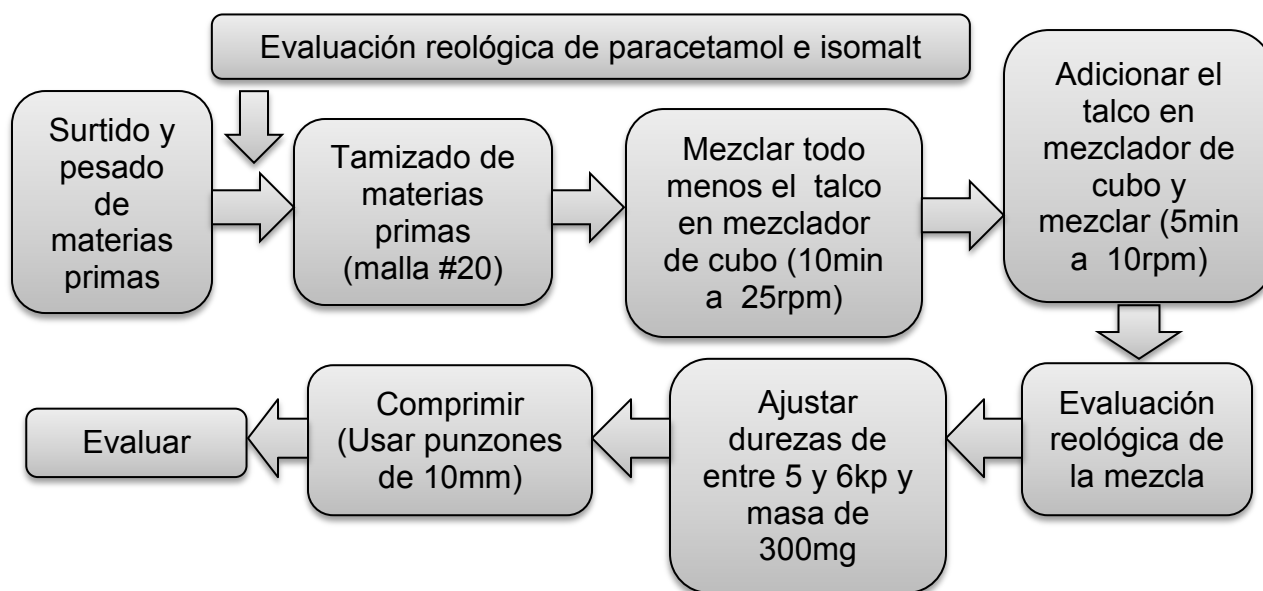 Evaluación reológica de paracetamol e isomalt
Surtido y
pesado
de
materias
primas
Tamizado de
materias
primas
(malla #20)
Mezclar todo
menos el talco
en mezclador
de cubo (10min
a 25rpm)
Adicionar el
talco en
mezclador de
cubo y
mezclar (5min
a 10rpm)
Evaluación
reológica de
la mezcla
Ajustar
durezas de
entre 5 y 6kp y
masa de
300mg
Comprimir
(Usar punzones
de 10mm)
Evaluar